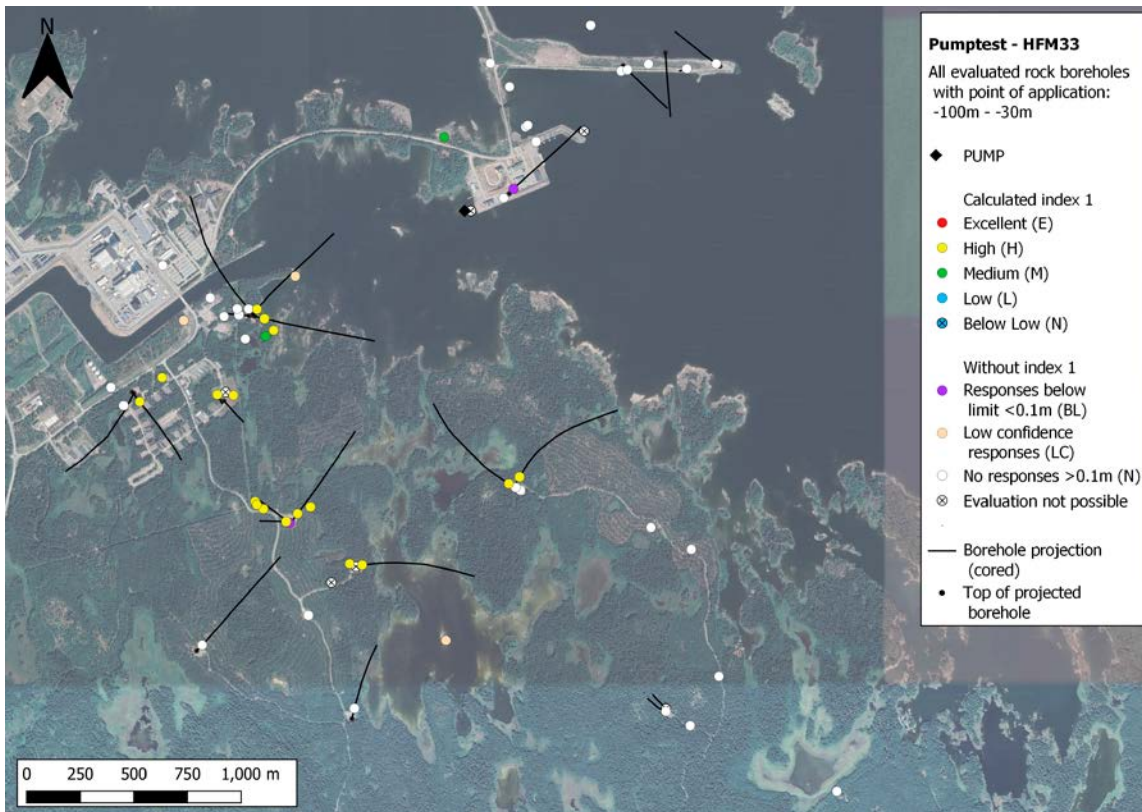 N
Pumptest - HFM33
All evaluated rock boreholes
with point of application:
-100m - -30m
PUMP
Calculated index 1
Excellent (E)
High (H)
Medium (M)
Low (L)
Below Low (N)
Without index 1
Responses below
limit <0.1m (BL)
Low confidence
responses (LC)
No responses >0.1m (N)
Evaluation not possible
Borehole projection
(cored)
Top of projected
borehole
0 250 500 750 1,000 m